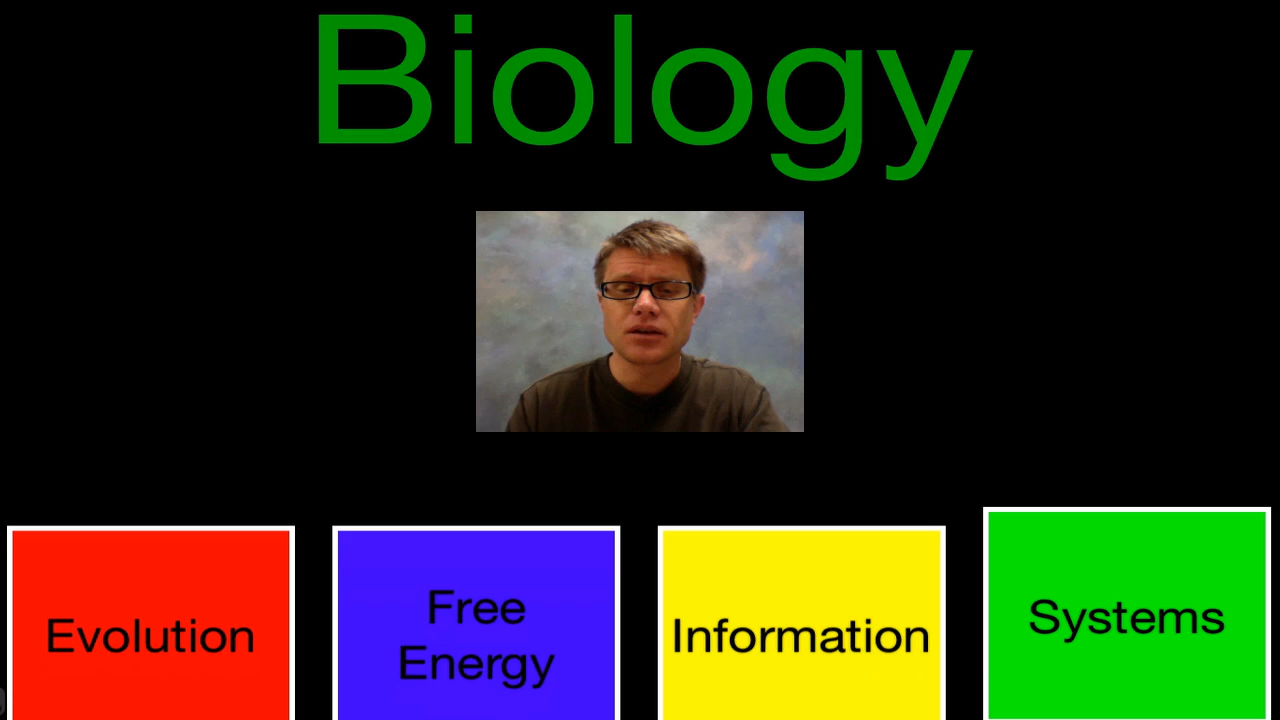 Biology
Evolution
Free
Energy
Information
Systems